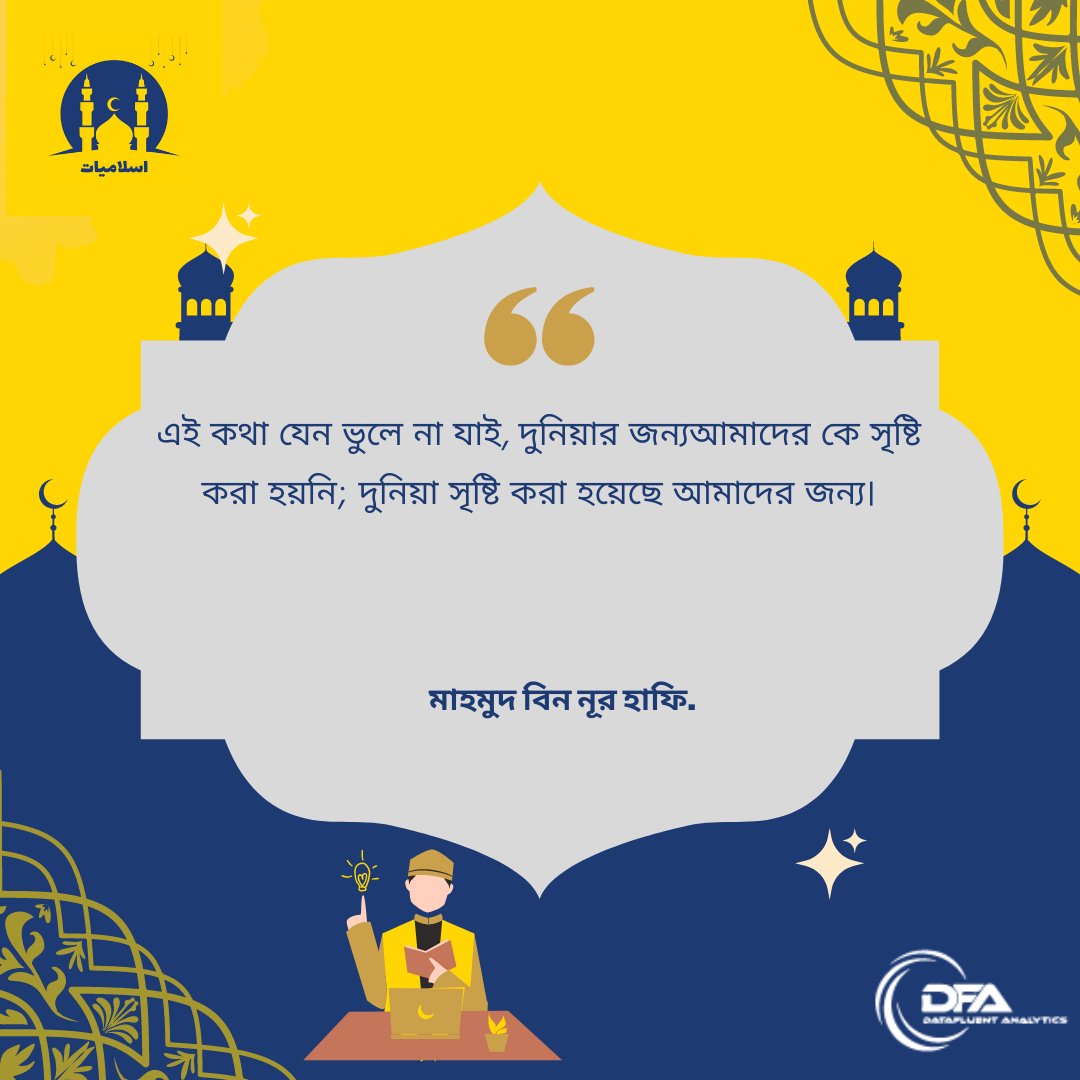 اسلامیات
এই কথা যেন ভুলে না যাই, দুনিয়ার জন্যআমাদের কে সৃষ্টি
করা হয়নি; দুনিয়া সৃষ্টি করা হয়েছে আমাদের জন্য।
মাহমুদ বিন নূর হাফি.
DFA
DATAFLUENT ANALYTICS